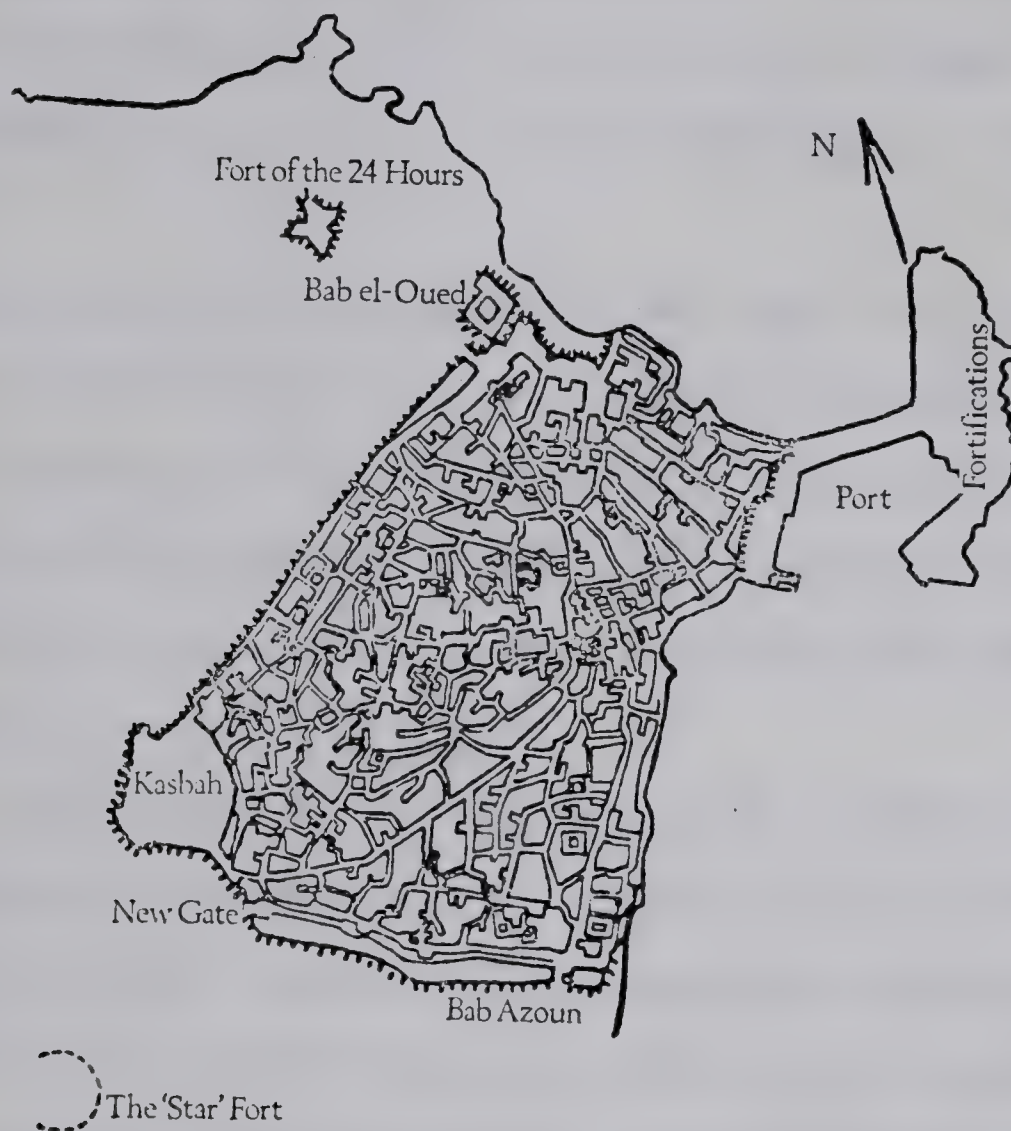 Fort of the 24 Hours
N
Bab el-Oued
Fortifications
Port
Kasbah
New Gate
Bab Azoun
The 'Star' Fort